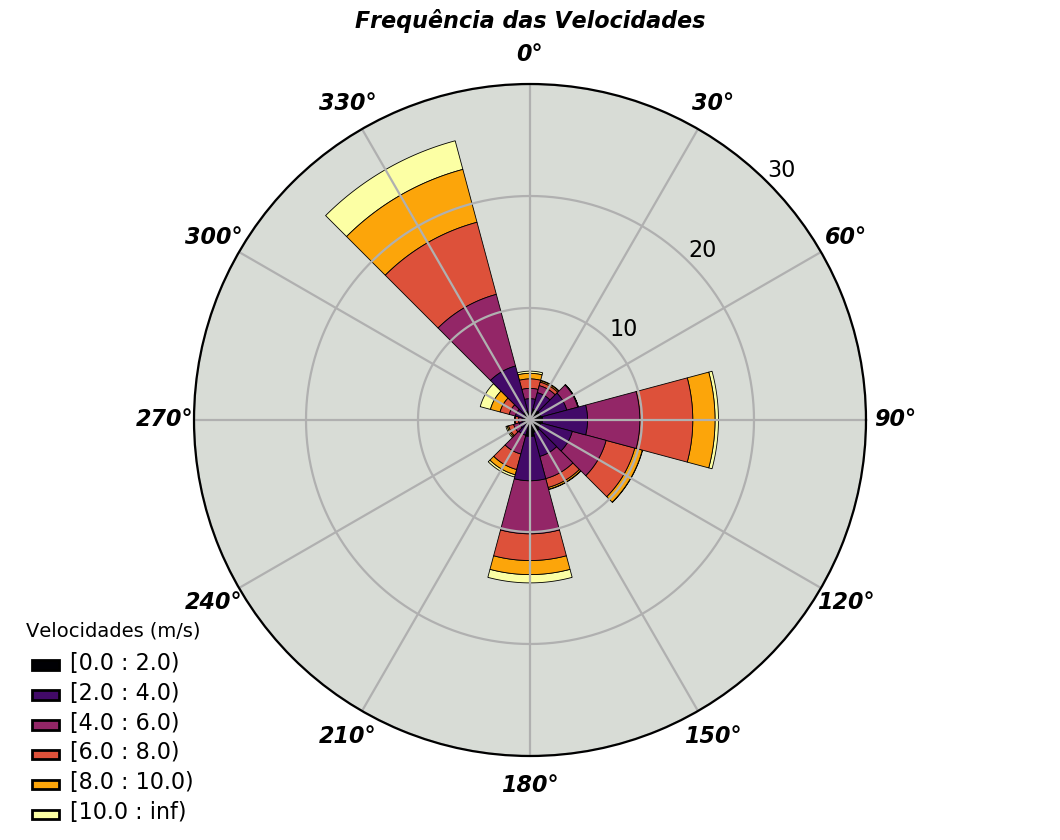 Frequência das Velocidades
0°
330°
30°
30
300°
60°
20
10
270°
90°
240°
120°
210°
150°
180°
Velocidades (m/s)
[0.0 : 2.0)
[2.0 : 4.0)
[4.0 : 6.0)
[6.0 : 8.0)
[8.0 : 10.0)
[10.0 : inf)